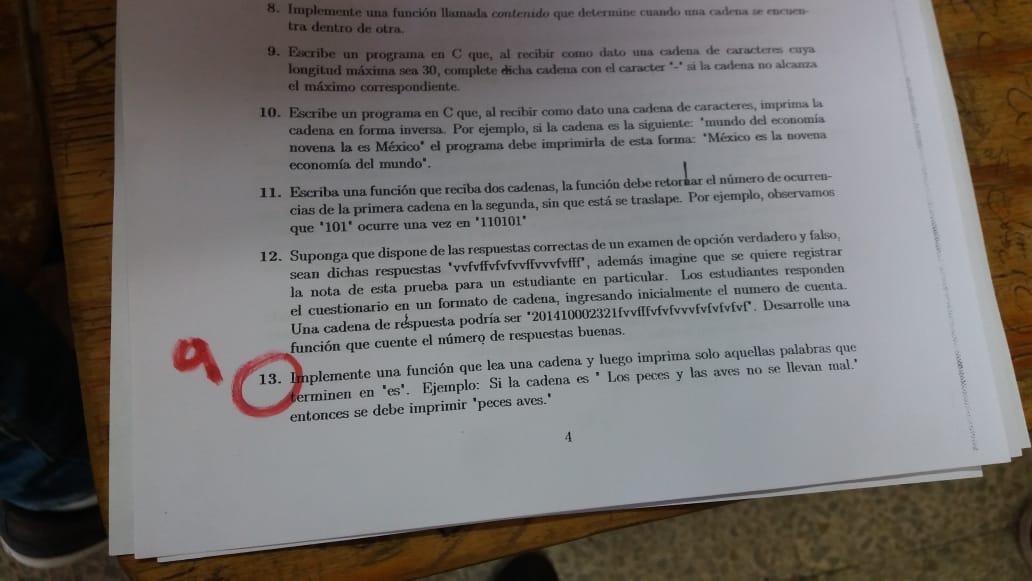 8. Implemente una función llamada contenido que determine cuando una cadena se encuen-
tra dentro de otra.
9. Escribe un programa en C que, al recibir como dato una cadena de caracteres cuya
longitud máxima sea 30, complete dicha cadena con el caracter "-" si la cadena no alcanza
el máximo correspondiente.
10. Escribe un programa en C que, al recibir como dato una cadena de caracteres, imprima la
cadena en forma inversa. Por ejemplo, si la cadena es la siguiente: "mundo del economía
novena la es México" el programa debe imprimirla de esta forma: "México es la novena
economía del mundo".
11. Escriba una función que reciba dos cadenas, la función debe retornar el número de ocurren-
cias de la primera cadena en la segunda, sin que está se traslape. Por ejemplo, observamos
que "101" ocurre una vez en "110101"
12. Suponga que dispone de las respuestas correctas de un examen de opción verdadero y falso,
sean dichas respuestas "vvfvffvfvfvvffvvvfvfff", además imagine que se quiere registrar
la nota de esta prueba para un estudiante en particular. Los estudiantes responden
el cuestionario en un formato de cadena, ingresando inicialmente el numero de cuenta.
Una cadena de respuesta podría ser "201410002321fvvfffvfvfvvvfvfvfvfvf". Desarrolle una
función que cuente el número de respuestas buenas.
a
13. Implemente una función que lea una cadena y luego imprima solo aquellas palabras que
terminen en "es". Ejemplo: Si la cadena es " Los peces y las aves no se llevan mal."
entonces se debe imprimir "peces aves."
4